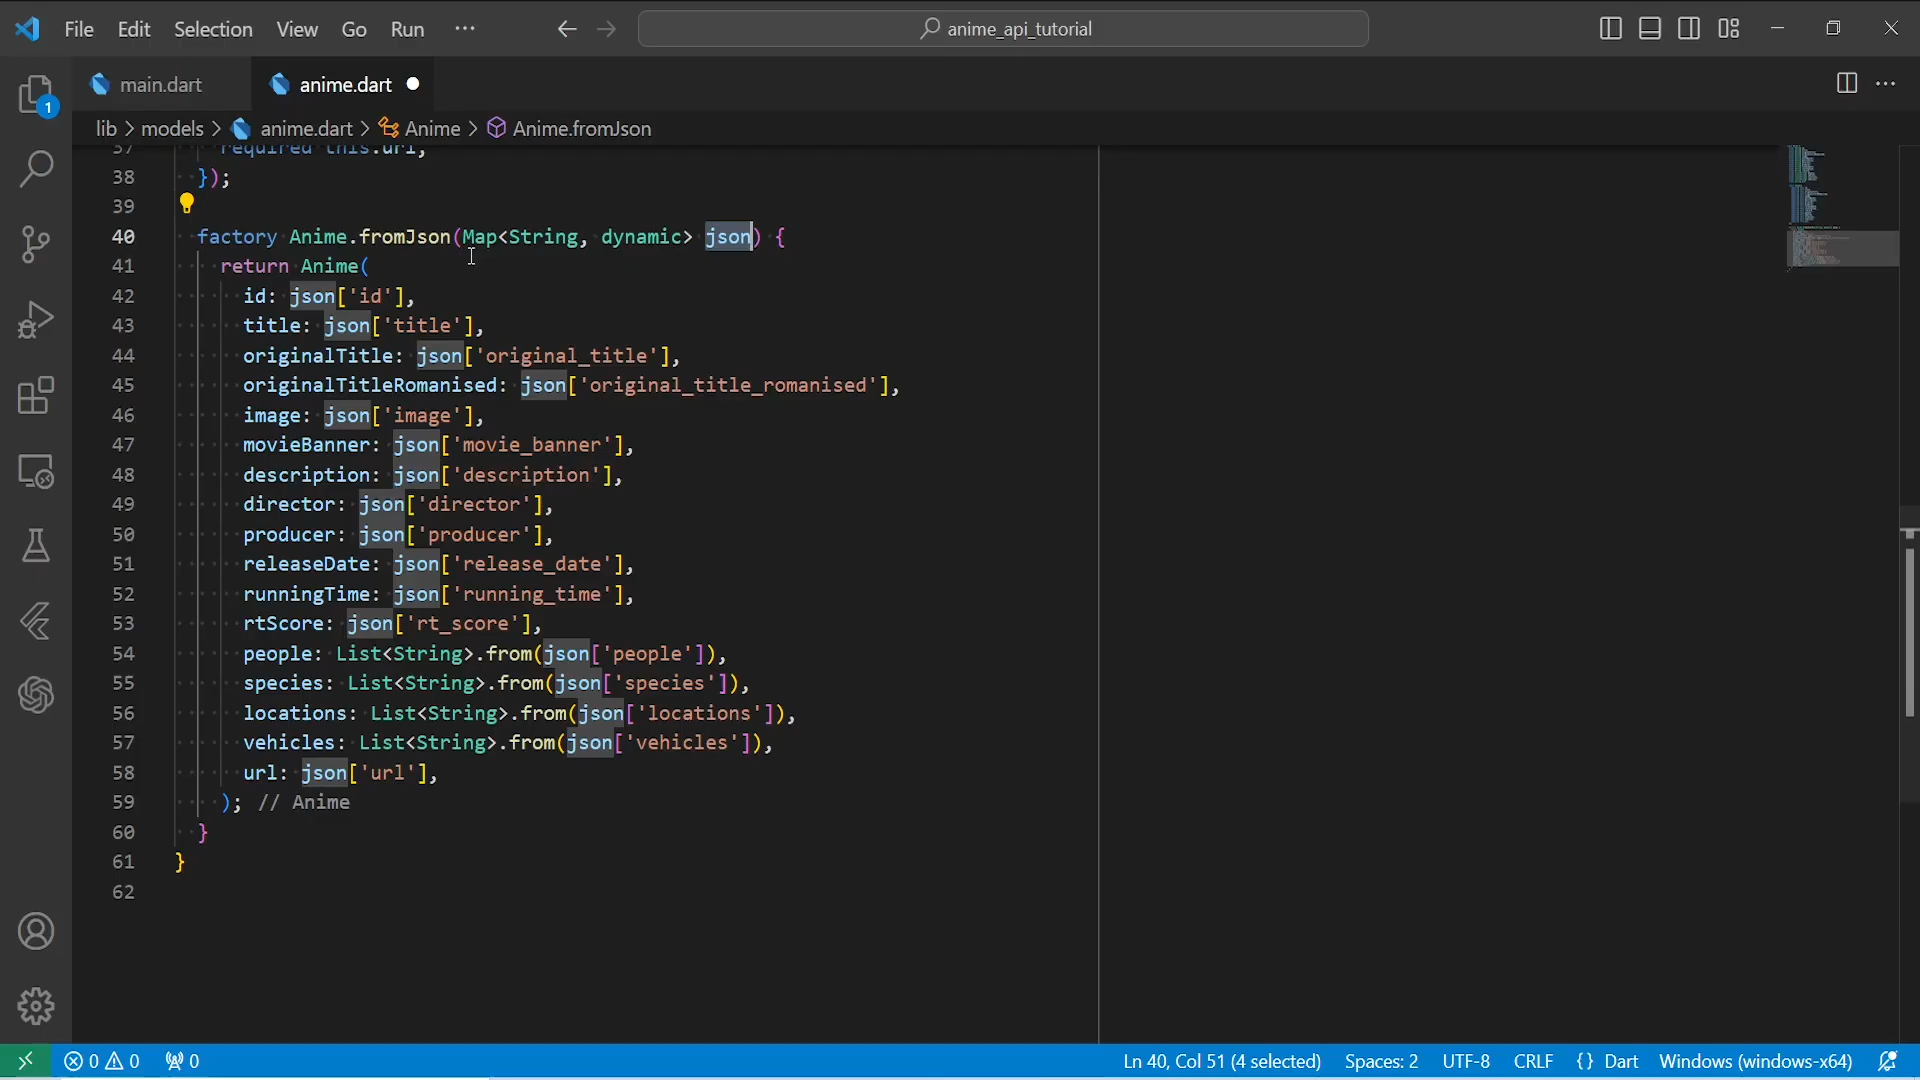 File Edit Selection View Go Run ··· anime_api_tutorial
main.dart anime.dart
lib > models > anime.dart > Anime > Anime.fromJson
1
37 required this.url,
38 });
39
40 factory Anime.fromJson(Map<String, dynamic> json) {
41 return Anime(
42 id: json['id'],
43 title: json['title'],
44 originalTitle: json['original_title'],
45 originalTitleRomanised: json['original_title_romanised'],
46 image: json['image'],
47 movieBanner: json['movie_banner'],
48 description: json['description'],
49 director: json['director'],
50 producer: json['producer'],
51 releaseDate: json['release_date'],
52 runningTime: json['running_time'],
53 rtScore: json['rt_score'],
54 people: List<String>.from(json['people']),
55 species: List<String>.from(json['species']),
56 locations: List<String>.from(json['locations']),
57 vehicles: List<String>.from(json['vehicles']),
58 url: json['url'],
59 ); // Anime
60 }
61 }
62
0 0 0 Ln 40, Col 51 (4 selected) Spaces: 2 UTF-8 CRLF {} Dart Windows (windows-x64)